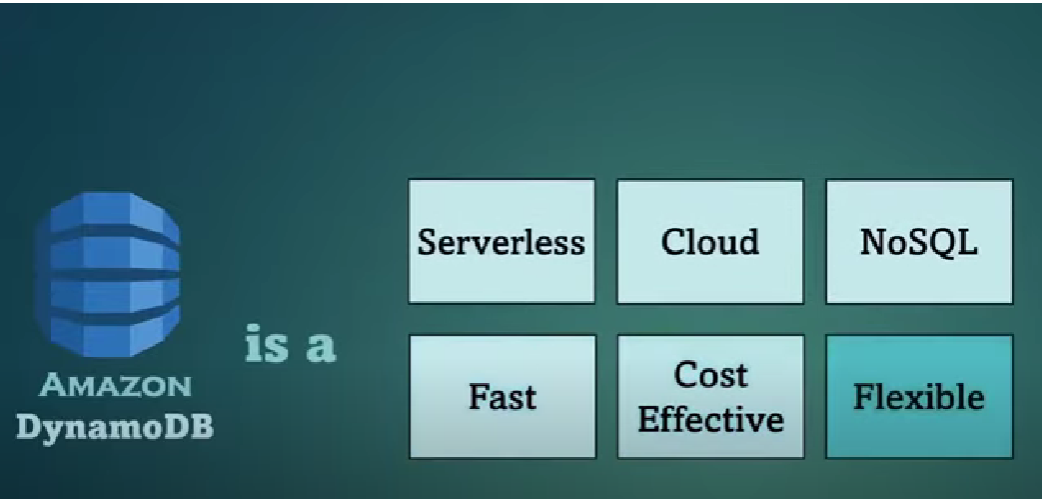 AMAZON
DynamoDB
is a
Serverless
Cloud
NoSQL
Fast
Cost
Effective
Flexible